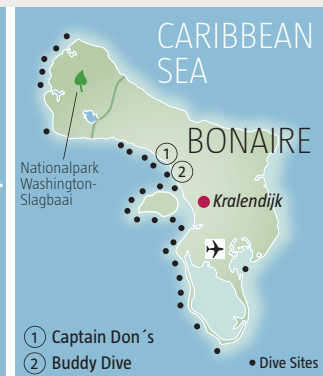 CARIBBEAN
SEA
BONAIRE
1
2
Nationalpark
Washington-
Slagbaai
Kralendijk
1 Captain Don´s
2 Buddy Dive
• Dive Sites